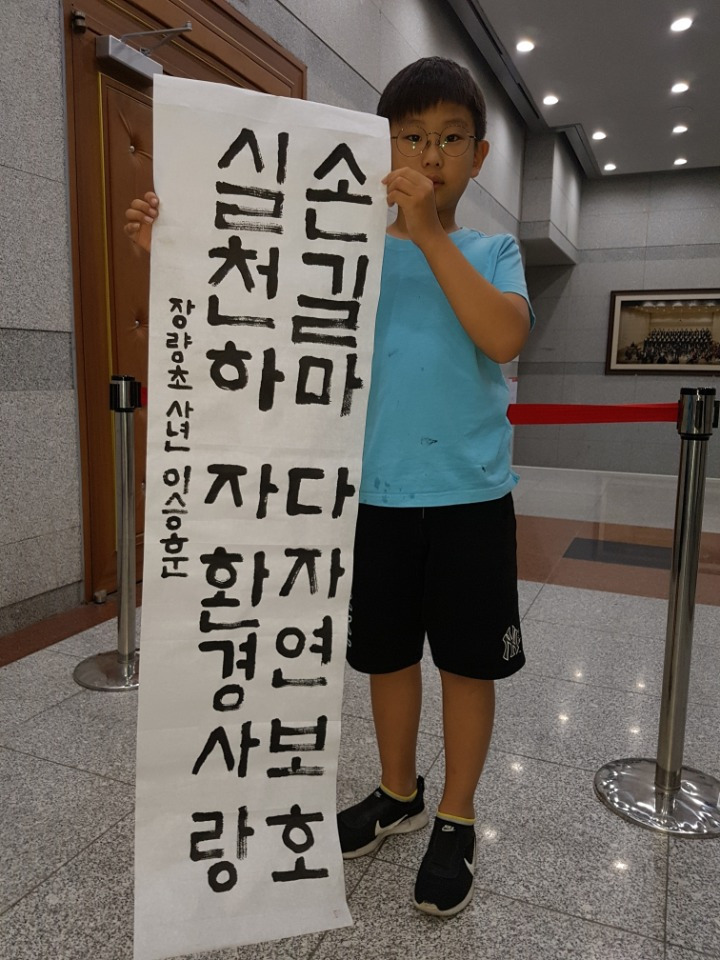 손길마다자연보호
실천하자환경사랑
장량초 사년 이승훈
NY